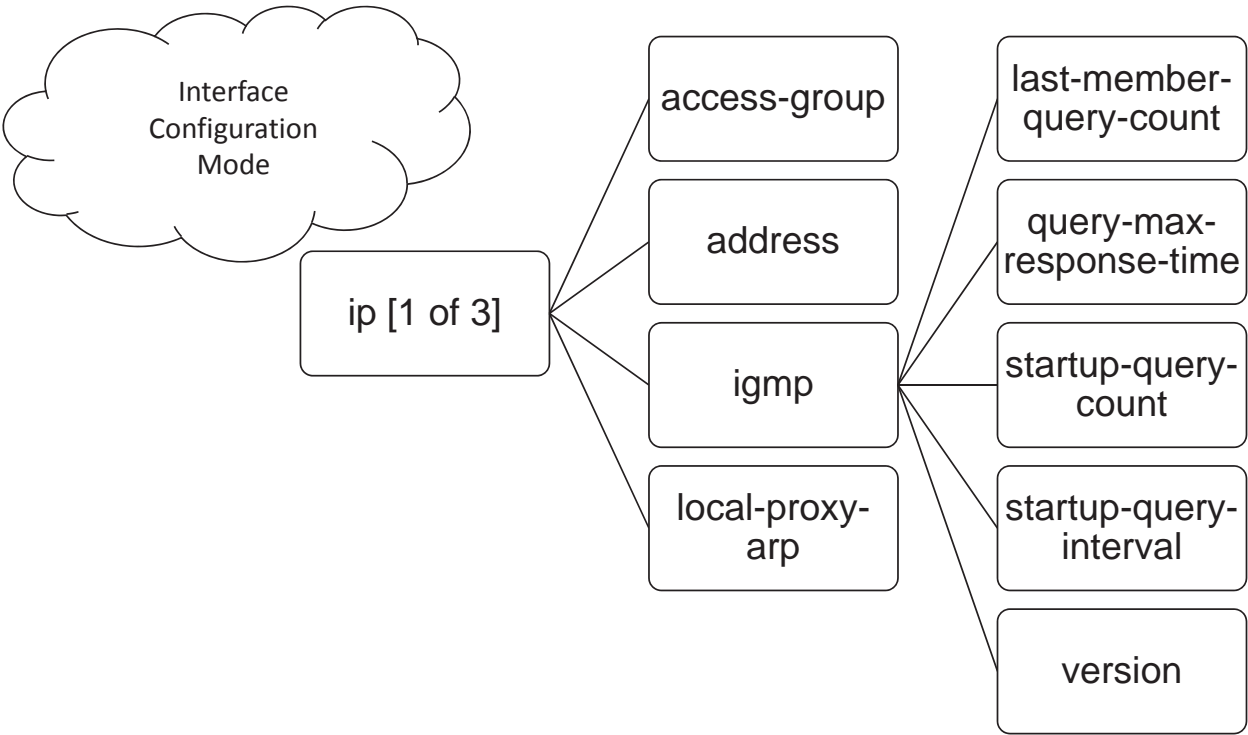 Interface
Configuration
Mode
ip [1 of 3]
access-group
address
igmp
local-proxy-
arp
last-member-
query-count
query-max-
response-time
startup-query-
count
startup-query-
interval
version